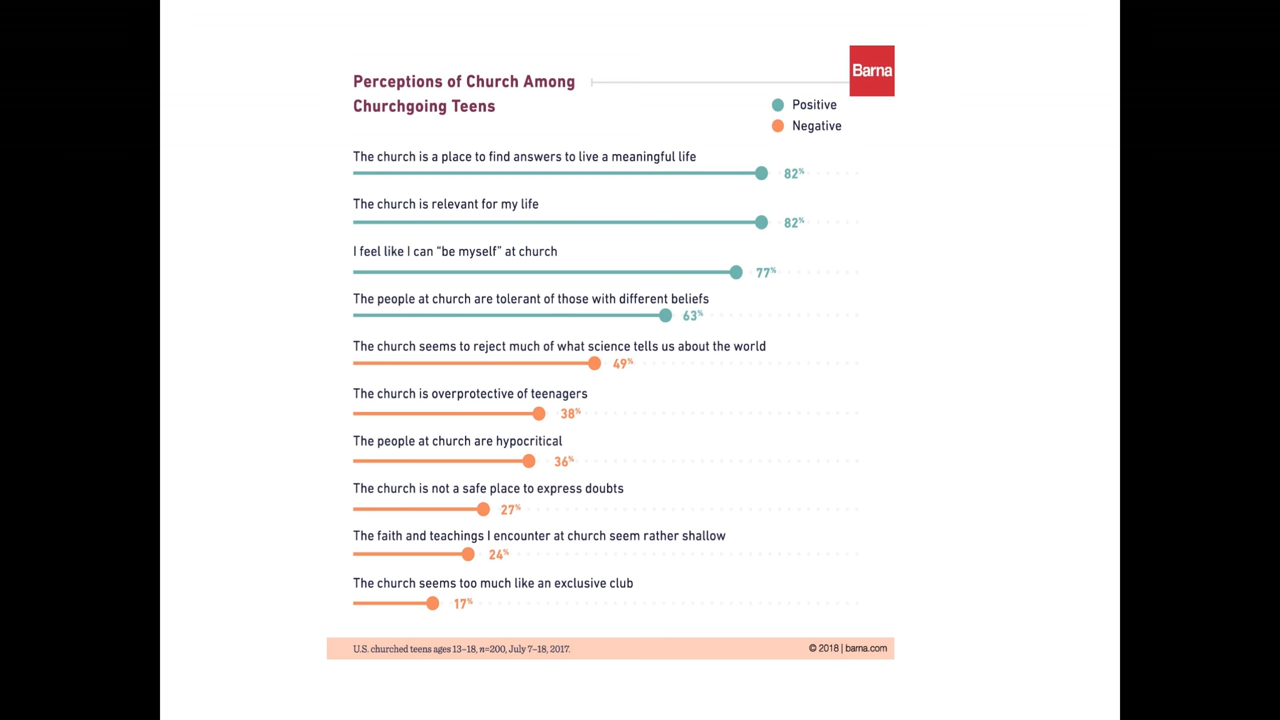 Barna
Perceptions of Church Among
Churchgoing Teens
Positive
Negative
The church is a place to find answers to live a meaningful life
82%
The church is relevant for my life
82%
I feel like I can “be myself” at church
77%
The people at church are tolerant of those with different beliefs
63%
The church seems to reject much of what science tells us about the world
49%
The church is overprotective of teenagers
38%
The people at church are hypocritical
36%
The church is not a safe place to express doubts
27%
The faith and teachings I encounter at church seem rather shallow
24%
The church seems too much like an exclusive club
17%
U.S. churched teens ages 13–18, n=200, July 7–18, 2017.
© 2018 | barna.com